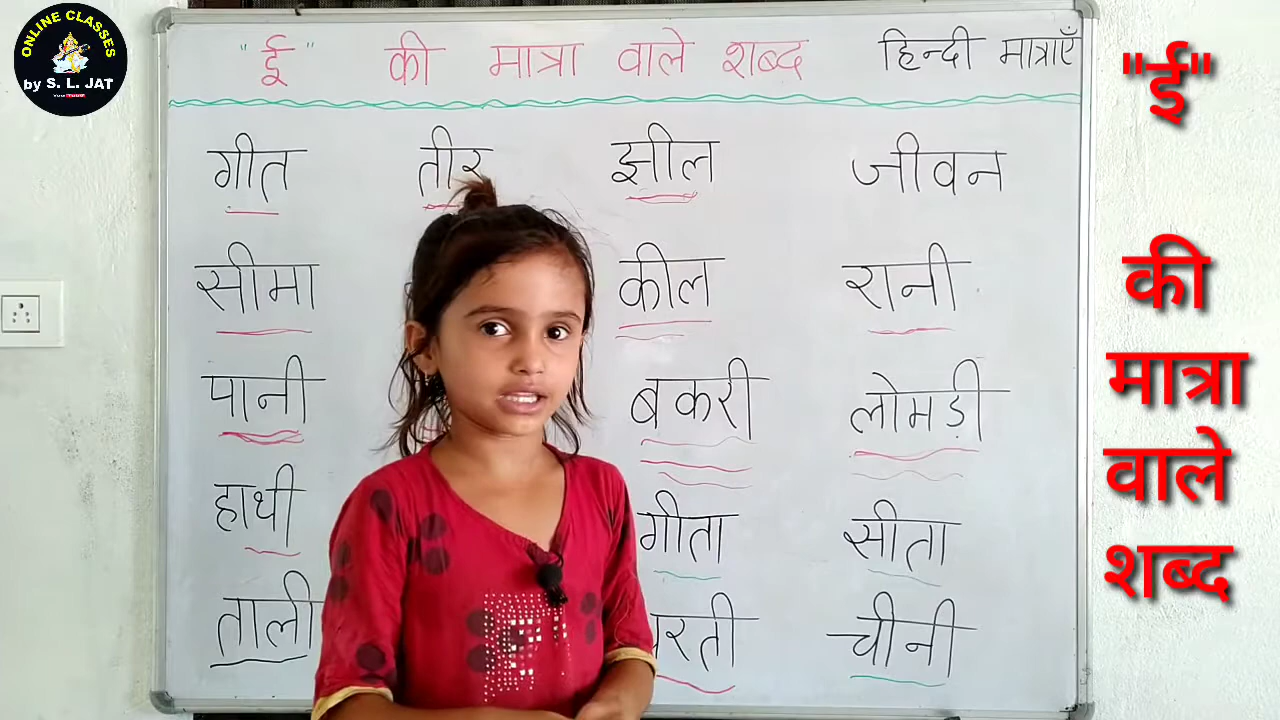 ONLINE CLASSES
by S. L. JAT
"ई" की मात्रा वाले शब्द हिन्दी मात्राएँ
गीत तीर झील जीवन
सीमा कील रानी
पानी बकरी लोमड़ी
हाथी गीता सीता
ताली चीनी
"ई"
की
मात्रा
वाले
शब्द